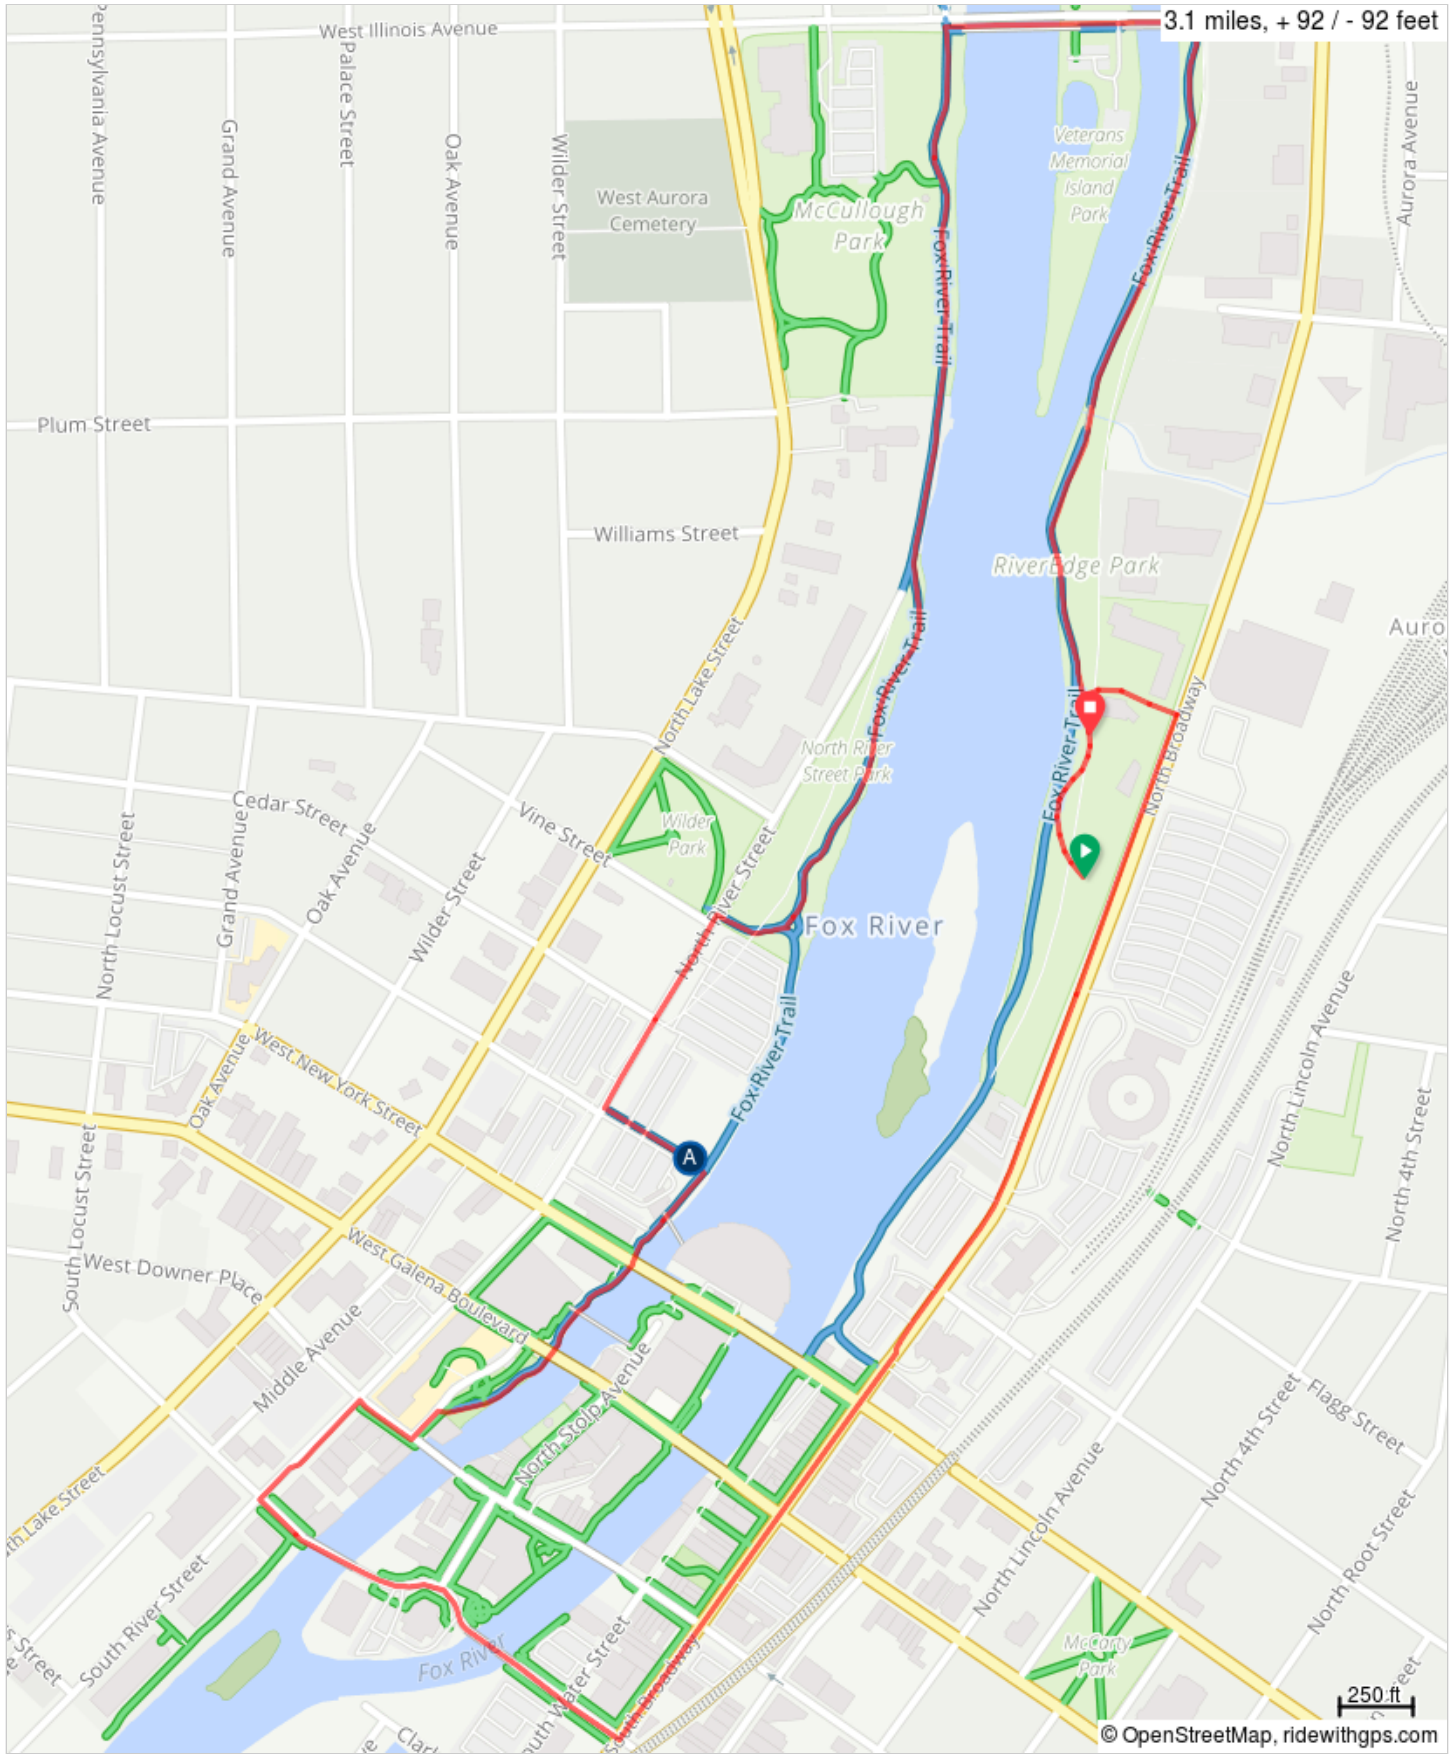 3.1 miles, + 92 / - 92 feet
West Illinois Avenue
Pennsylvania Avenue
Palace Street
Grand Avenue
Oak Avenue
Wilder Street
Aurora Avenue
Veterans
Memorial
Island
Park
West Aurora
Cemetery
McCullough
Park
Fox River Trail
Fox River Trail
Plum Street
Williams Street
RiverEdge Park
Auro
Fox River Trail
North Lake Street
North River
Street Park
Fox River Trail
North Broadway
Cedar Street
Vine Street
Wilder
Park
North River Street
North Locust Street
Grand Avenue
Oak Avenue
Wilder Street
Fox River
Fox River Trail
North Lincoln Avenue
West New York Street
Oak Avenue
A
South Locust Street
North 4th Street
West Downer Place
West Galena Boulevard
Middle Avenue
North Stolp Avenue
Flagg Street
North 4th Street
th Lake Street
North Lincoln Avenue
North Root Street
South River Street
s Street
Fox River
South Water Street
South Broadway
McCarty
Park
250 ft
Clar
© OpenStreetMap, ridewithgps.com